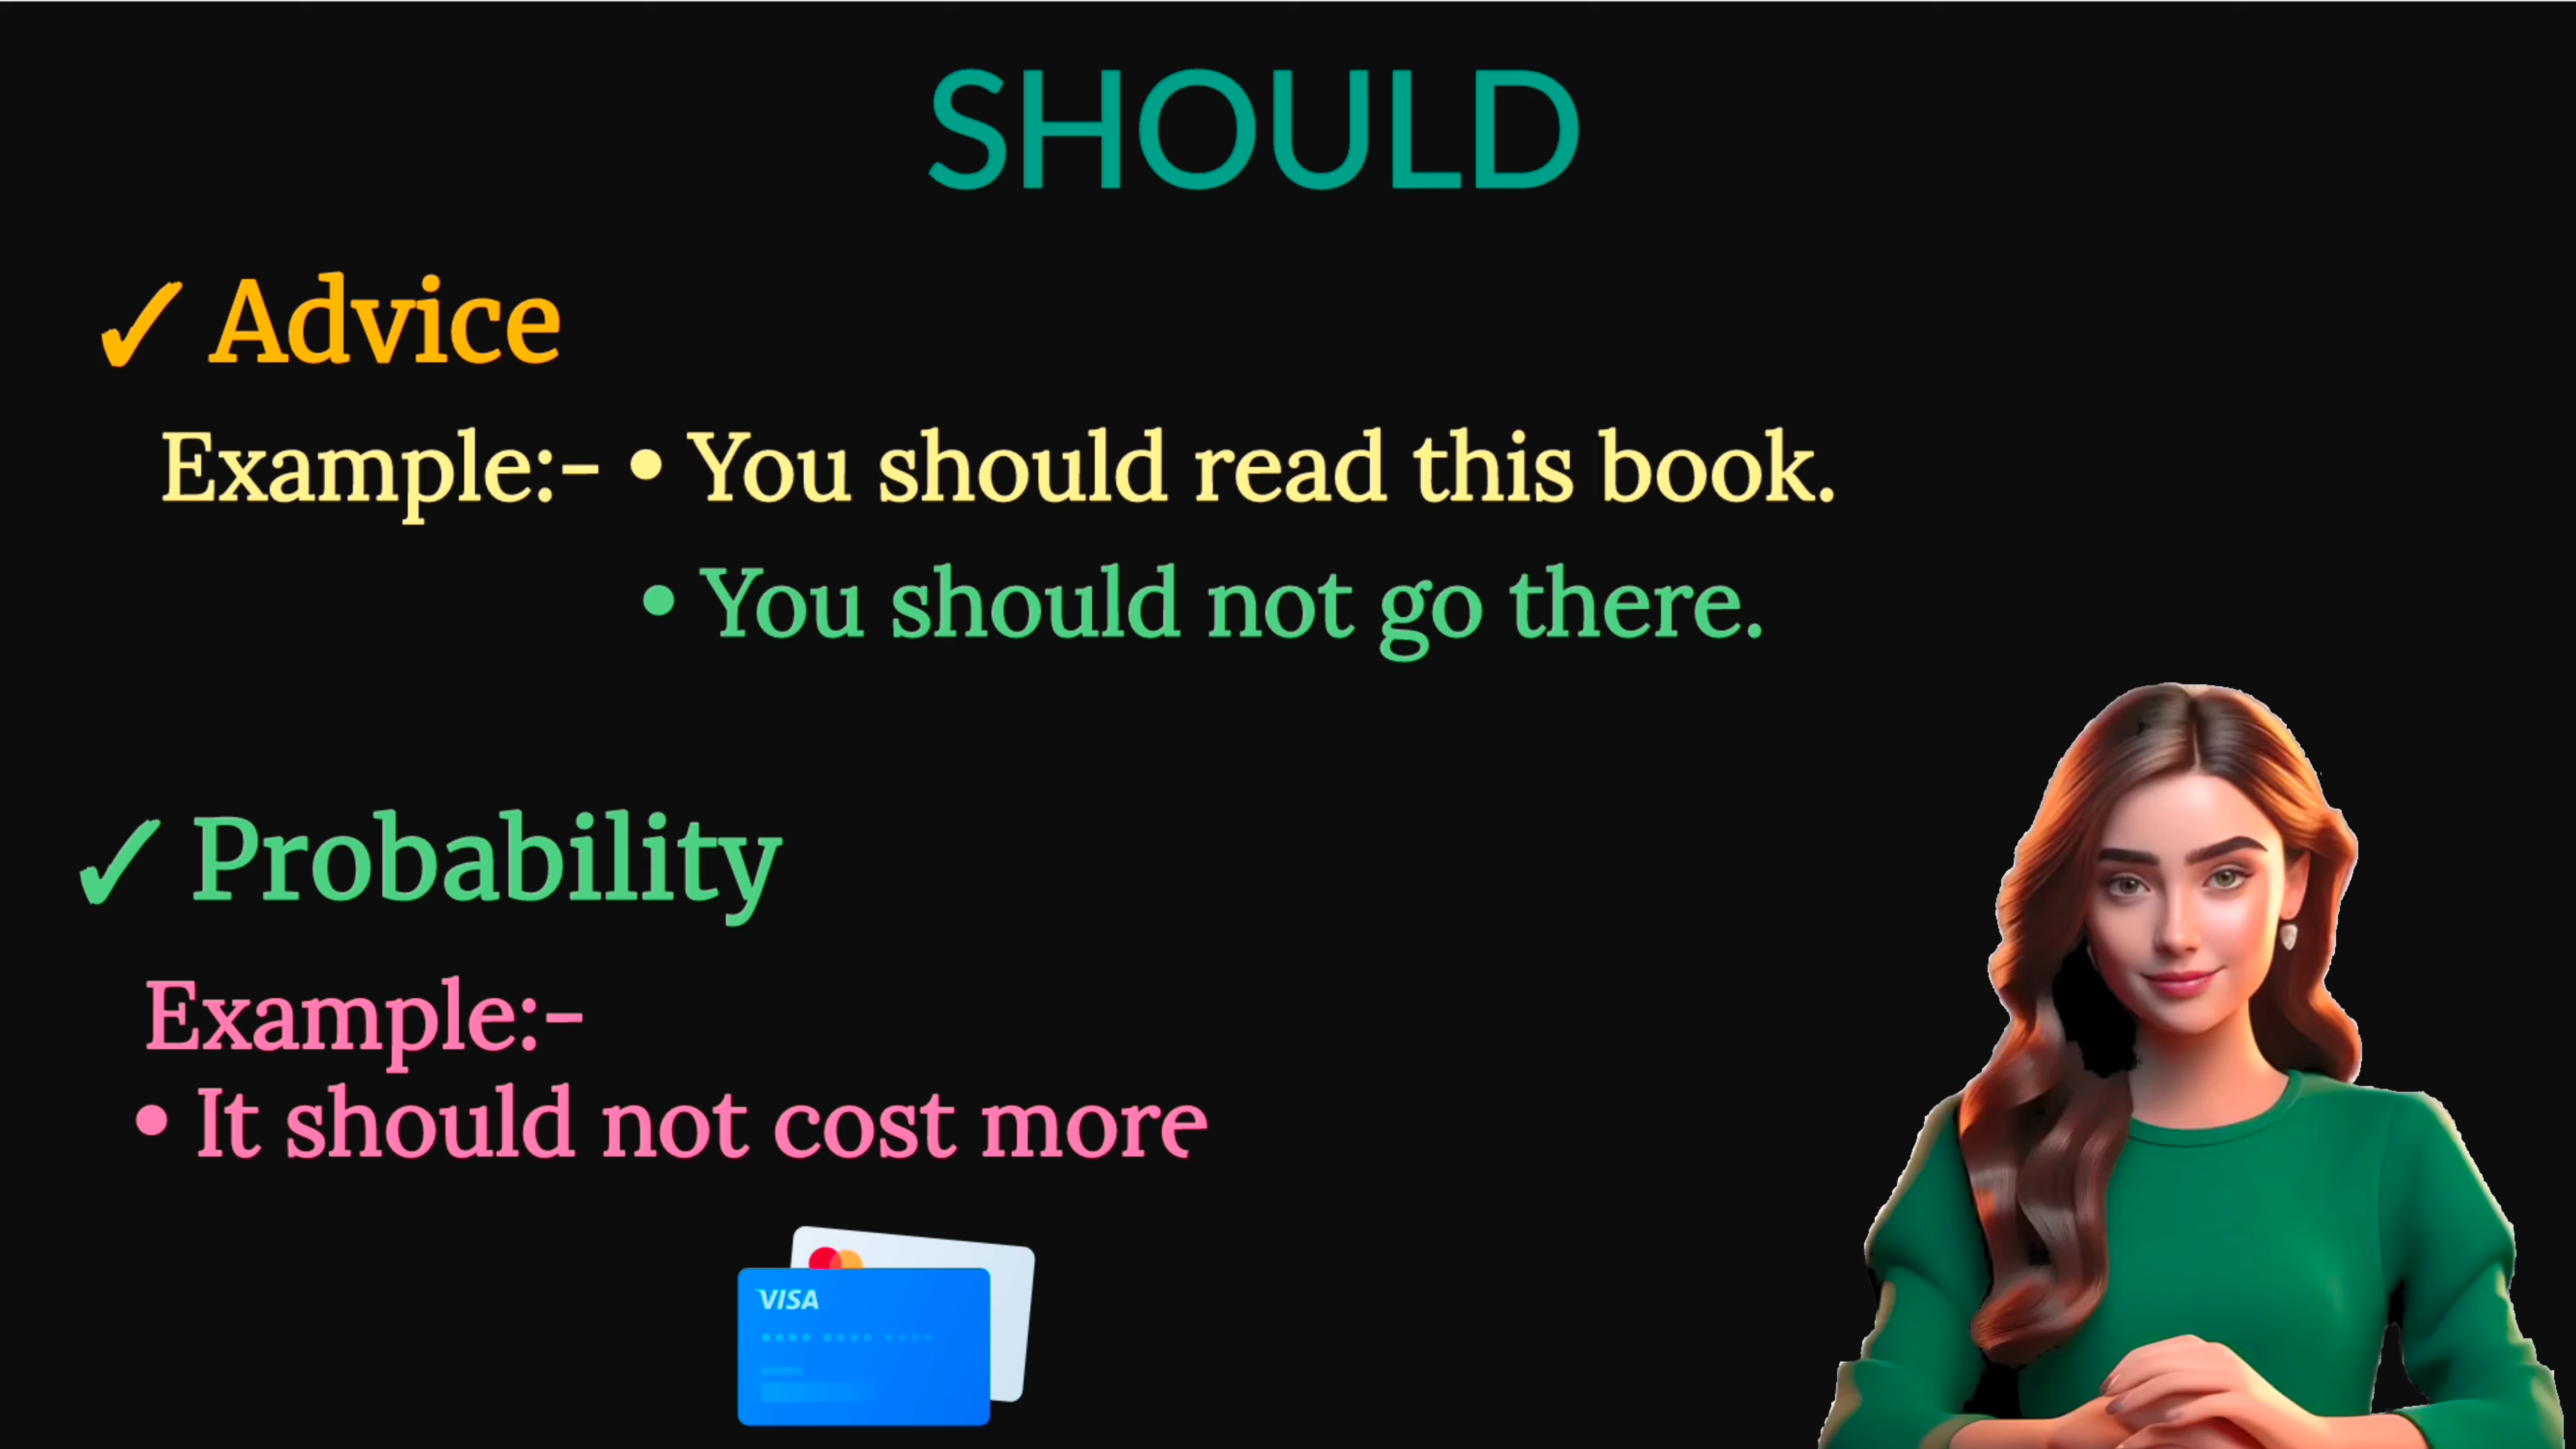 SHOULD
✓ Advice
Example:- • You should read this book.
• You should not go there.
✓ Probability
Example:-
• It should not cost more
VISA